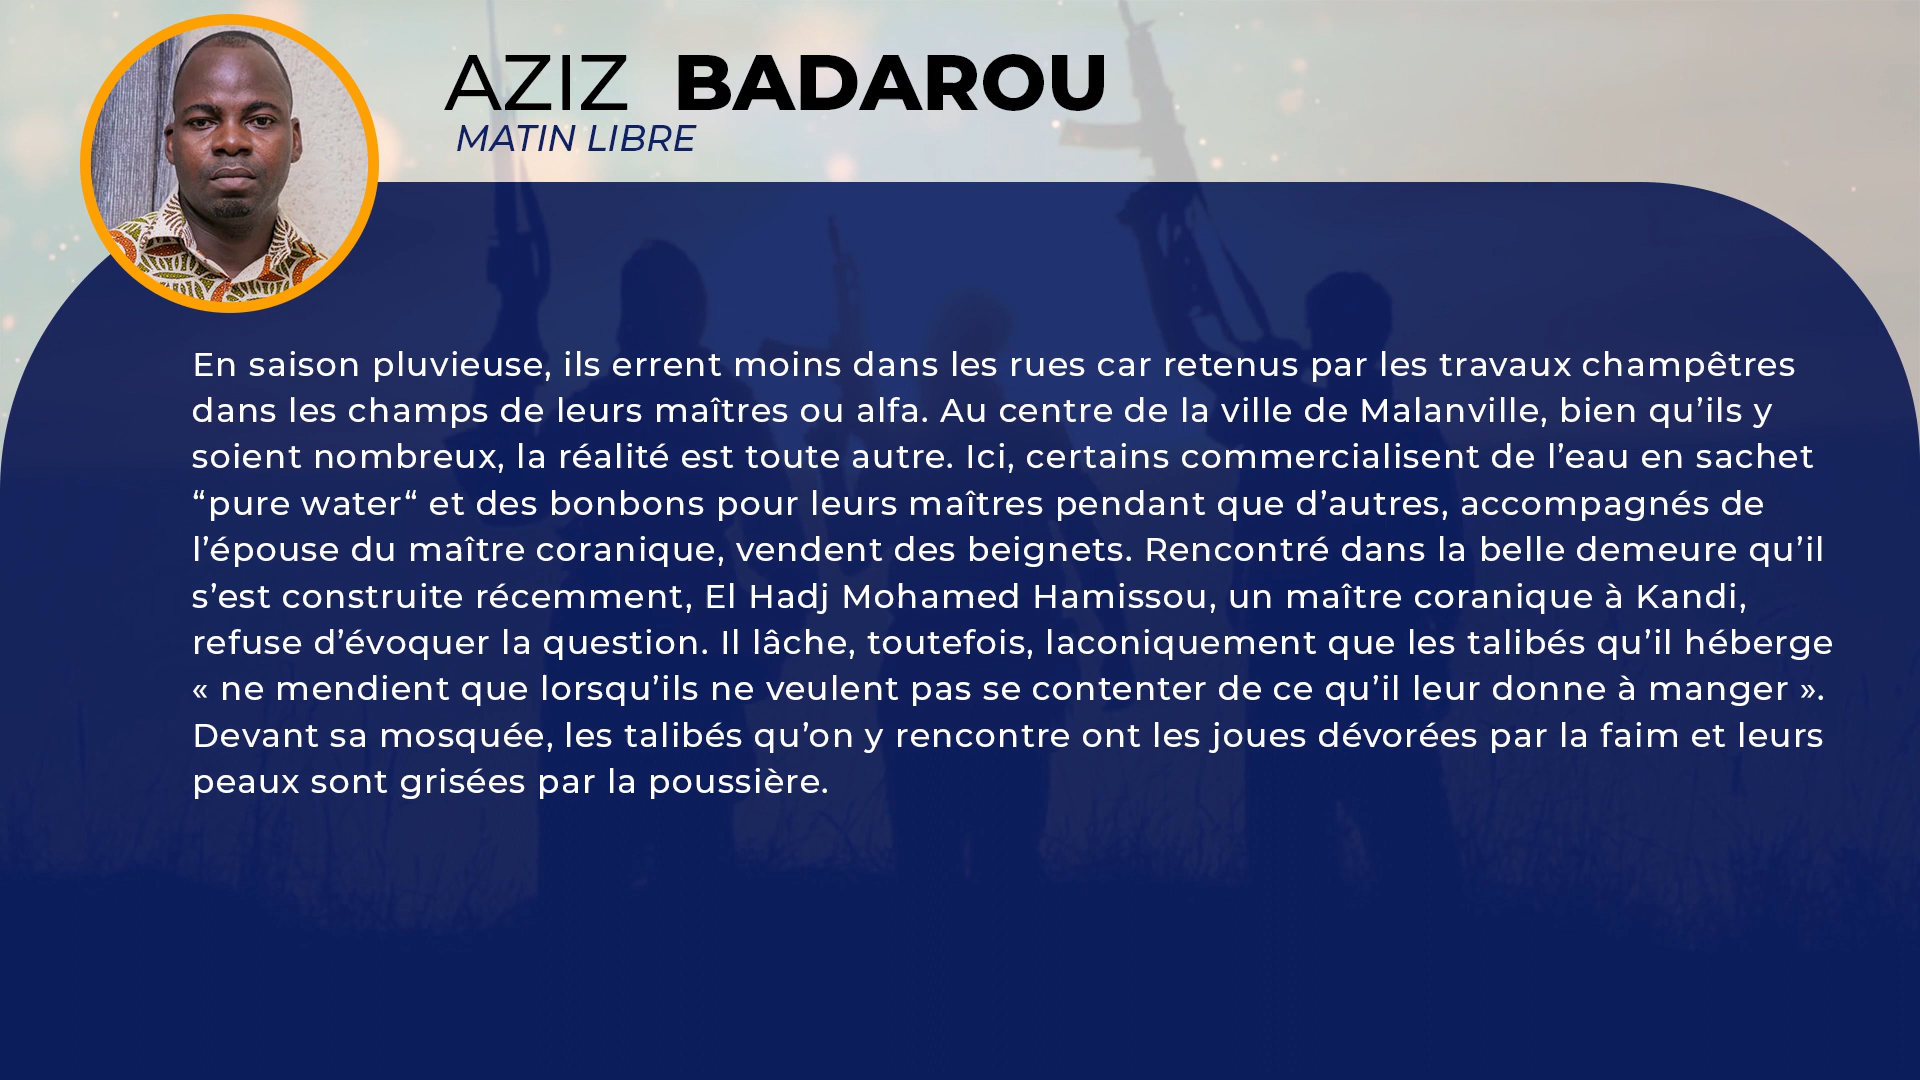 AZIZ BADAROU
MATIN LIBRE
En saison pluvieuse, ils errent moins dans les rues car retenus par les travaux champêtres
dans les champs de leurs maîtres ou alfa. Au centre de la ville de Malanville, bien qu’ils y
soient nombreux, la réalité est toute autre. Ici, certains commercialisent de l’eau en sachet
“pure water“ et des bonbons pour leurs maîtres pendant que d’autres, accompagnés de
l’épouse du maître coranique, vendent des beignets. Rencontré dans la belle demeure qu’il
s’est construite récemment, El Hadj Mohamed Hamissou, un maître coranique à Kandi,
refuse d’évoquer la question. Il lâche, toutefois, laconiquement que les talibés qu’il héberge
« ne mendient que lorsqu’ils ne veulent pas se contenter de ce qu’il leur donne à manger ».
Devant sa mosquée, les talibés qu’on y rencontre ont les joues dévorées par la faim et leurs
peaux sont grisées par la poussière.